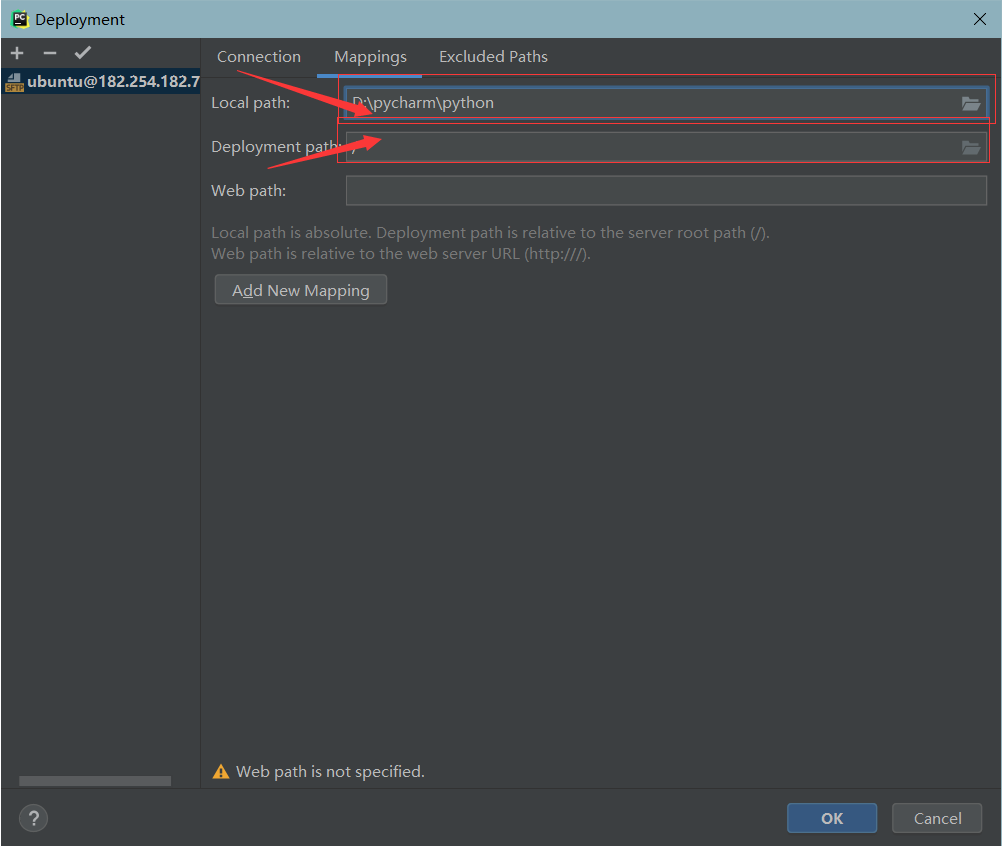 PC Deployment
ubuntu@182.254.182.7
SFTP
Connection Mappings Excluded Paths
Local path: D:\pycharm\python
Deployment path: /
Web path:
Local path is absolute. Deployment path is relative to the server root path (/).
Web path is relative to the web server URL (http:///).
Add New Mapping
Web path is not specified.
? OK Cancel